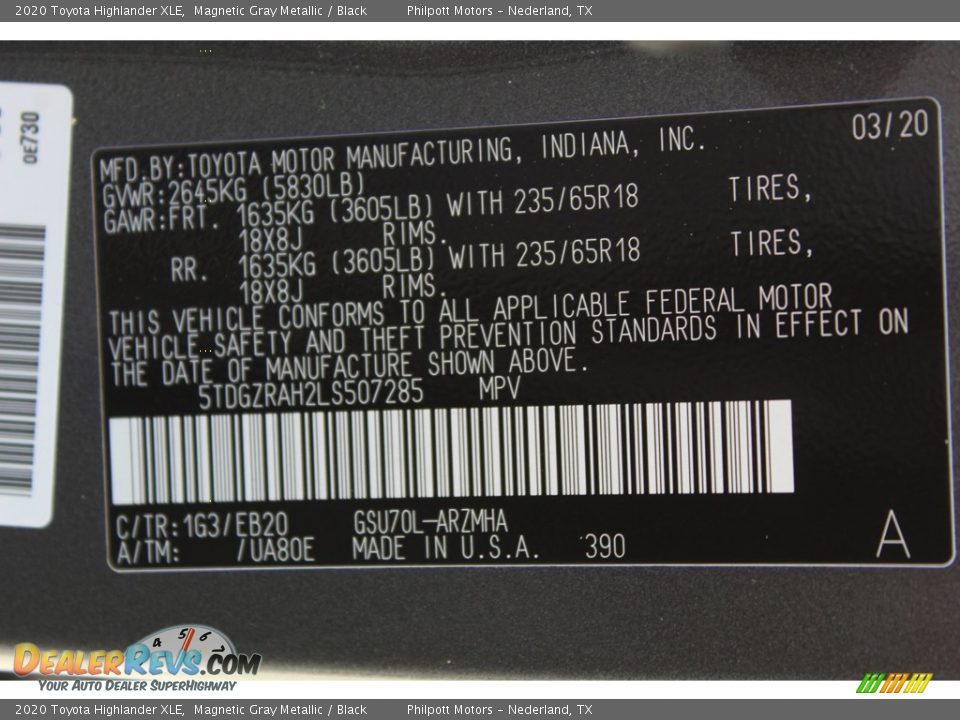 2020 Toyota Highlander XLE, Magnetic Gray Metallic / Black Philpott Motors – Nederland, TX
0E730
03/20
MFD.BY:TOYOTA MOTOR MANUFACTURING, INDIANA, INC.
GVWR:2645KG (5830LB)
GAWR:FRT. 1635KG (3605LB) WITH 235/65R18 TIRES,
18X8J RIMS.
RR. 1635KG (3605LB) WITH 235/65R18 TIRES,
18X8J RIMS.
THIS VEHICLE CONFORMS TO ALL APPLICABLE FEDERAL MOTOR
VEHICLE SAFETY AND THEFT PREVENTION STANDARDS IN EFFECT ON
THE DATE OF MANUFACTURE SHOWN ABOVE.
5TDGZRAH2LS507285 MPV
C/TR:1G3/EB20 GSU70L-ARZMHA
A/TM: /UA80E MADE IN U.S.A. 390
A
4 5 6 7
DEALERREVS.COM
YOUR AUTO DEALER SUPERHIGHWAY
2020 Toyota Highlander XLE, Magnetic Gray Metallic / Black Philpott Motors – Nederland, TX